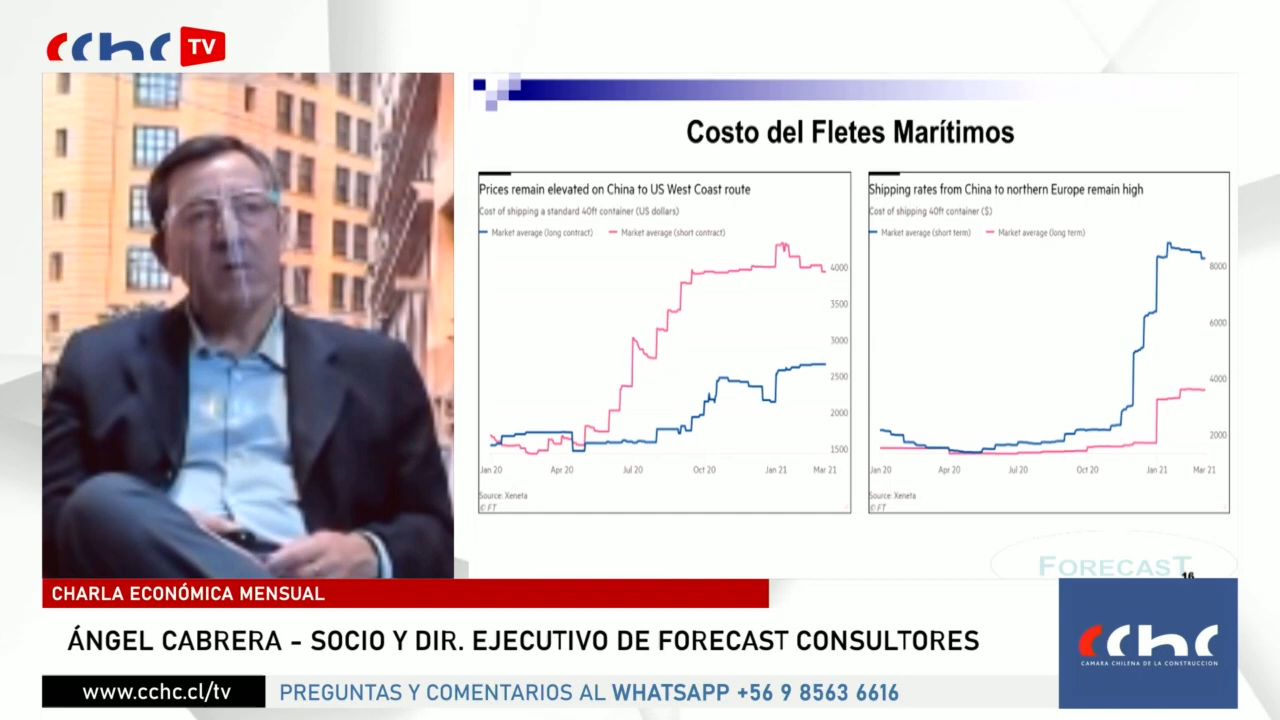 cchc TV
Costo del Fletes Marítimos
Prices remain elevated on China to US West Coast route
Cost of shipping a standard 40ft container (US dollars)
Market average (long contract) Market average (short contract)
4000
3500
3000
2500
2000
1500
Jan 20 Apr 20 Jul 20 Oct 20 Jan 21 Mar 21
Source: Xeneta
© FT
Shipping rates from China to northern Europe remain high
Cost of shipping 40ft container ($)
Market average (short term) Market average (long term)
8000
6000
4000
2000
Jan 20 Apr 20 Jul 20 Oct 20 Jan 21 Mar 21
Source: Xeneta
© FT
FORECAST
16
CHARLA ECONÓMICA MENSUAL
ÁNGEL CABRERA - SOCIO Y DIR. EJECUTIVO DE FORECAST CONSULTORES
cchc
CAMARA CHILENA DE LA CONSTRUCCION
www.cchc.cl/tv
PREGUNTAS Y COMENTARIOS AL WHATSAPP +56 9 8563 6616